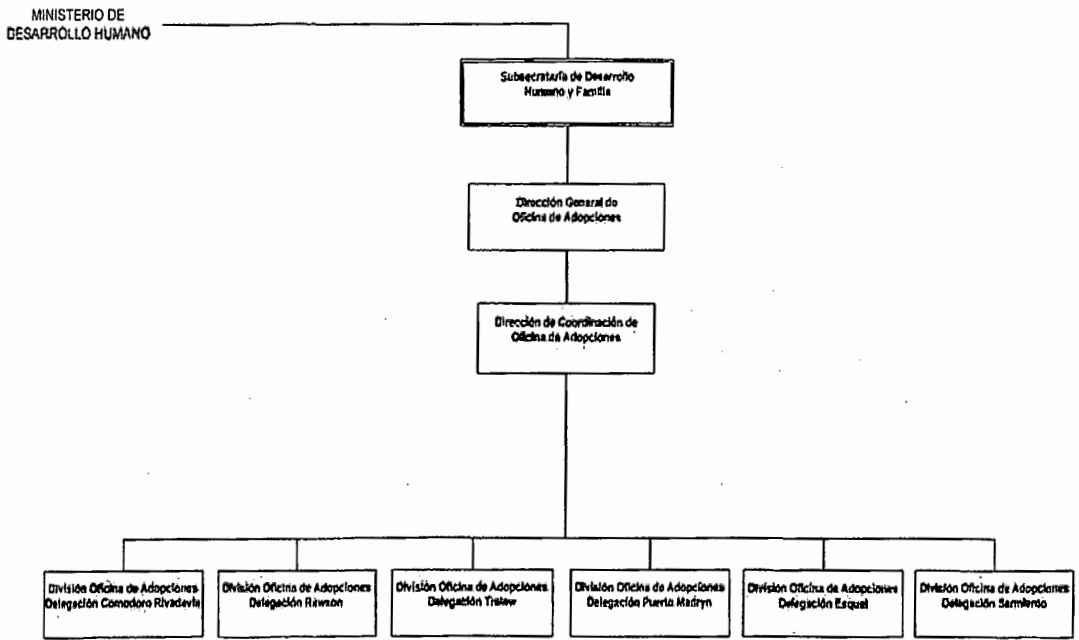 MINISTERIO DE
DESARROLLO HUMANO
Subsecretaría de Desarrollo
Humano y Familia
Dirección General de
Oficina de Adopciones
Dirección de Coordinación de
Oficina de Adopciones
División Oficina de Adopciones
Delegación Comodoro Rivadavia
División Oficina de Adopciones
Delegación Rawson
División Oficina de Adopciones
Delegación Trelew
División Oficina de Adopciones
Delegación Puerto Madryn
División Oficina de Adopciones
Delegación Esquel
División Oficina de Adopciones
Delegación Sarmiento